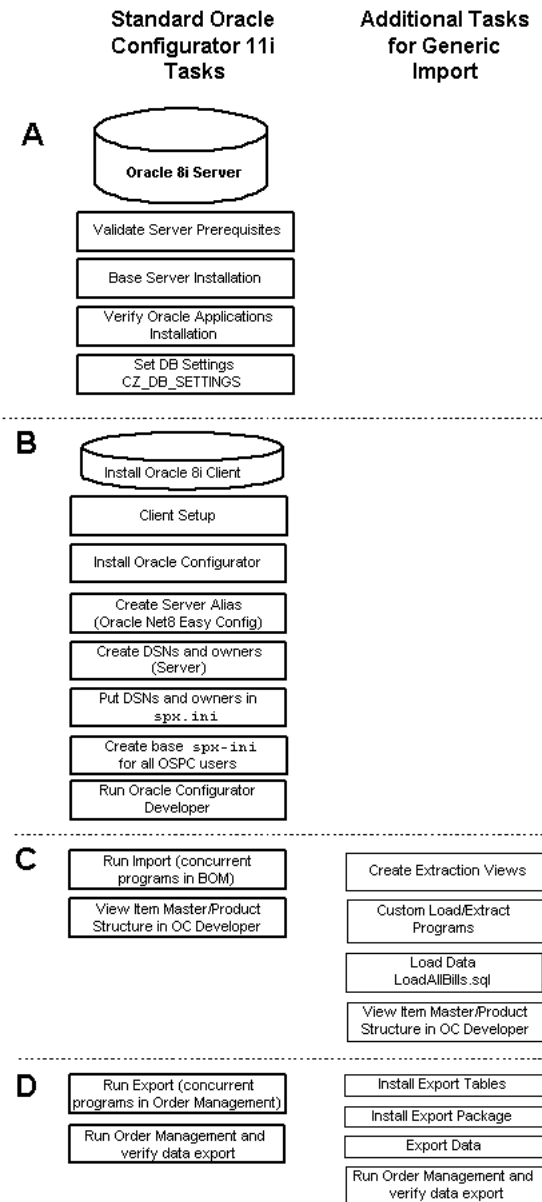 Standard Oracle
Configurator 11i
Tasks
Additional Tasks
for Generic
Import
A
Oracle 8i Server
Validate Server Prerequisites
Base Server Installation
Verify Oracle Applications
Installation
Set DB Settings
CZ_DB_SETTINGS
B
Install Oracle 8i Client
Client Setup
Install Oracle Configurator
Create Server Alias
(Oracle Net8 Easy Config)
Create DSNs and owners
(Server)
Put DSNs and owners in
spx.ini
Create base spx-ini
for all OSPC users
Run Oracle Configurator
Developer
C
Run Import (concurrent
programs in BOM)
View Item Master/Product
Structure in OC Developer
Create Extraction Views
Custom Load/Extract
Programs
Load Data
LoadAllBills.sql
View Item Master/Product
Structure in OC Developer
D
Run Export (concurrent
programs in Order Management)
Run Order Management and
verify data export
Install Export Tables
Install Export Package
Export Data
Run Order Management and
verify data export